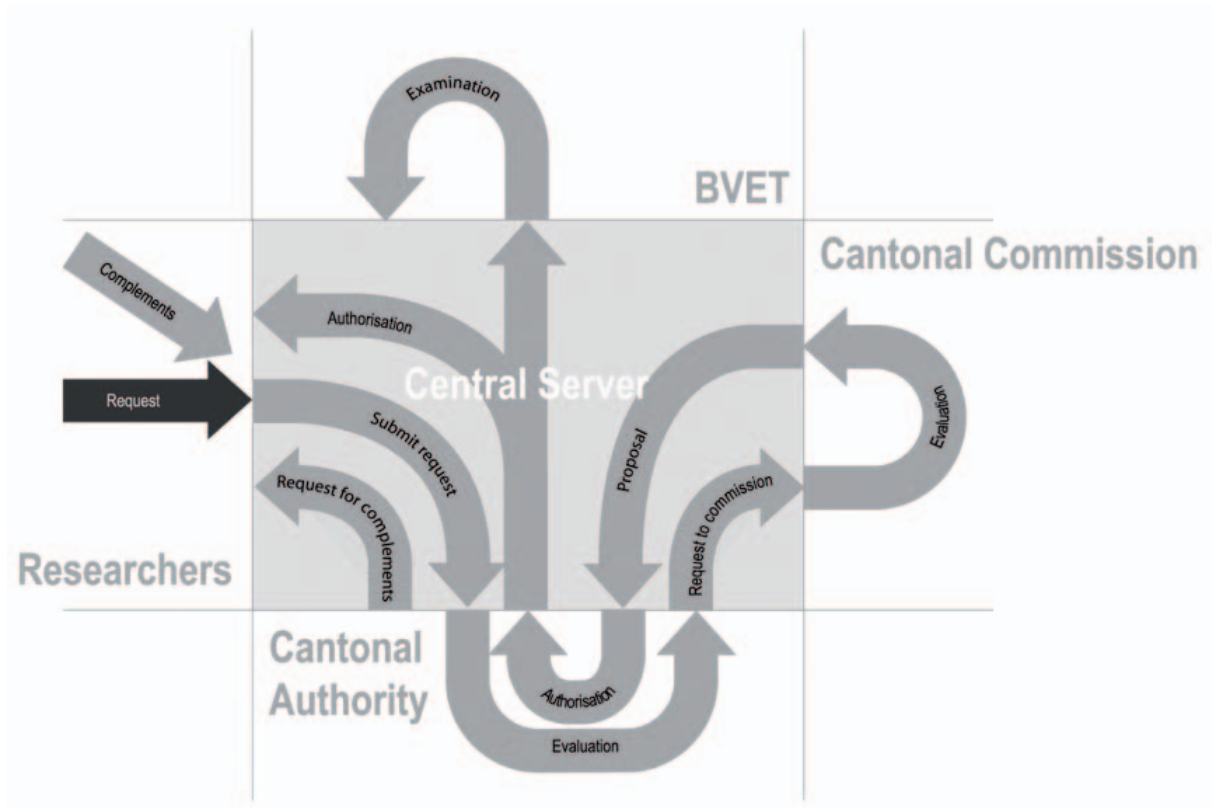 Examination
BVET
Cantonal Commission
Complements
Authorisation
Central Server
Request
Submit request
Evaluation
Proposal
Request for complements
Request to commission
Researchers
Cantonal
Authority
Authorisation
Evaluation